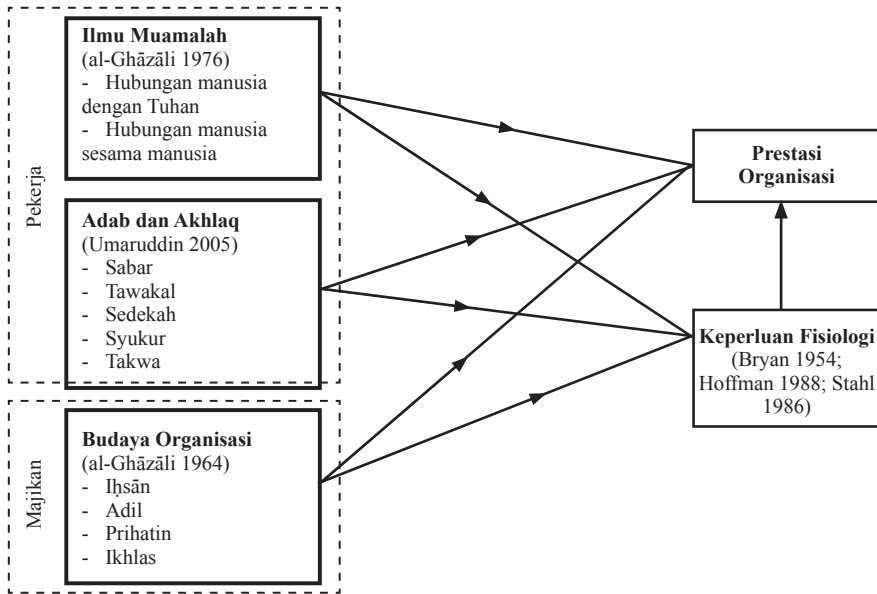 Pekerja
Ilmu Muamalah
(al-Ghāzāli 1976)
- Hubungan manusia
dengan Tuhan
- Hubungan manusia
sesama manusia
Adab dan Akhlaq
(Umaruddin 2005)
- Sabar
- Tawakal
- Sedekah
- Syukur
- Takwa
Majikan
Budaya Organisasi
(al-Ghāzāli 1964)
- Iḥsān
- Adil
- Prihatin
- Ikhlas
Prestasi
Organisasi
Keperluan Fisiologi
(Bryan 1954;
Hoffman 1988; Stahl
1986)